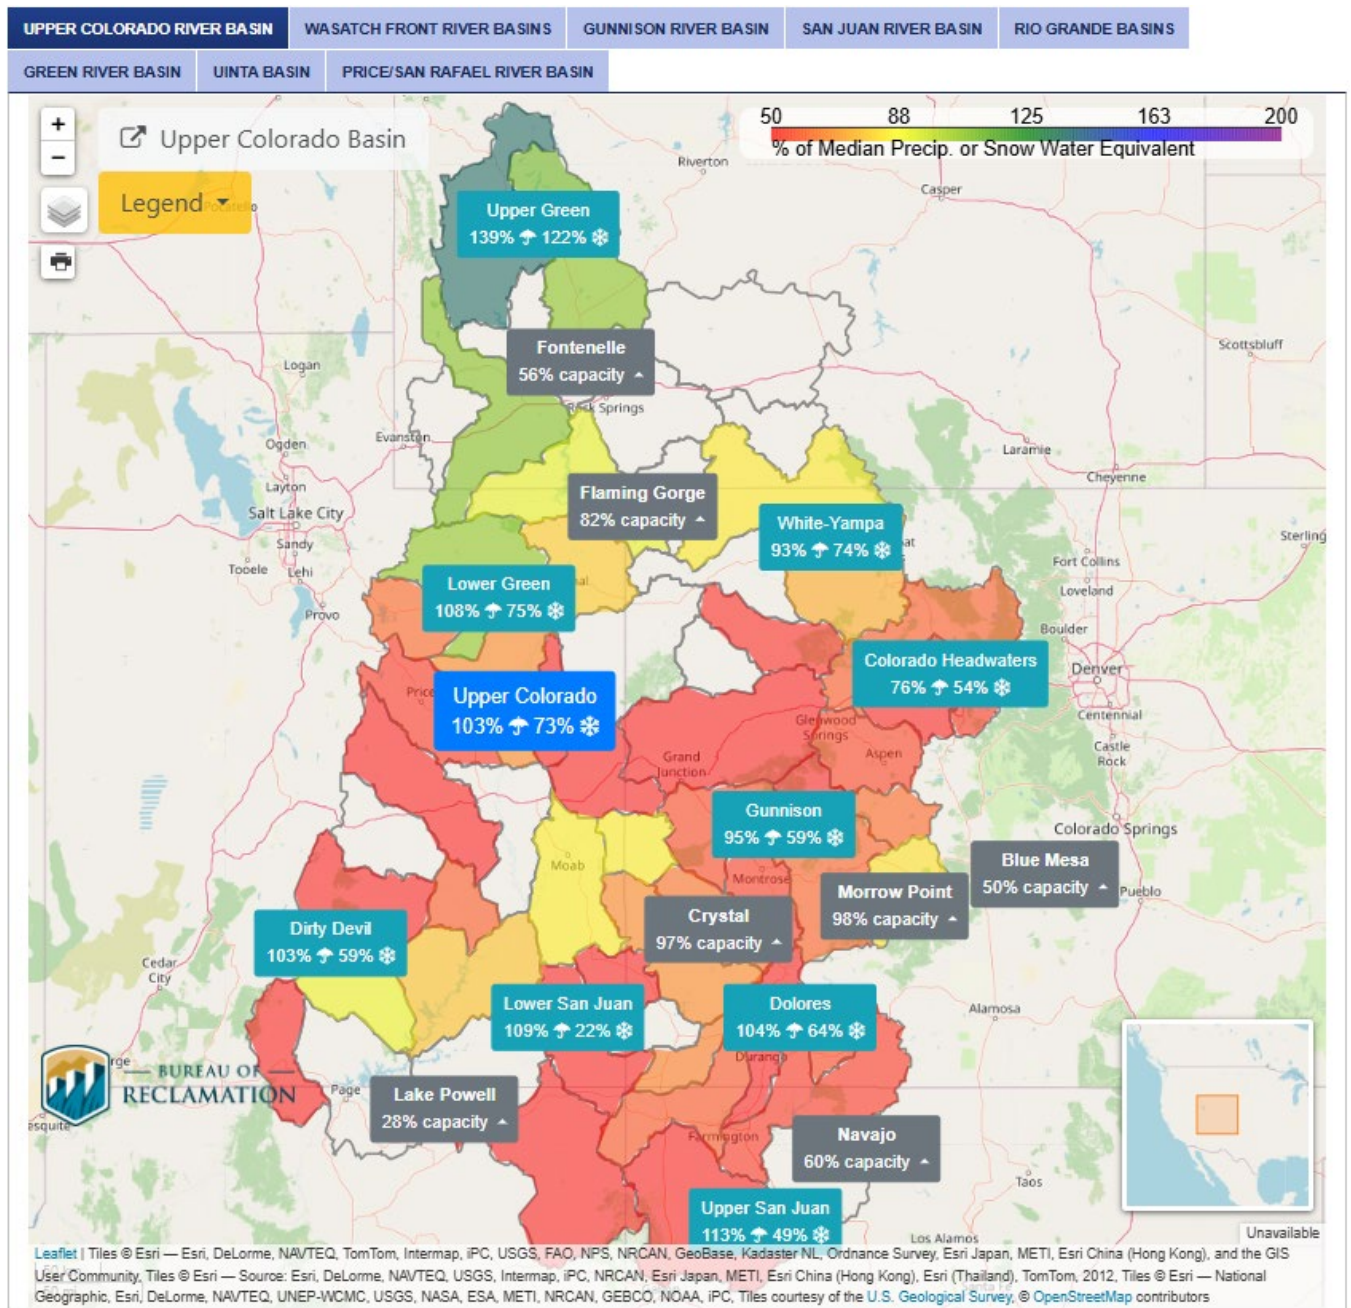 UPPER COLORADO RIVER BASIN WASATCH FRONT RIVER BASINS GUNNISON RIVER BASIN SAN JUAN RIVER BASIN RIO GRANDE BASINS
GREEN RIVER BASIN UINTA BASIN PRICE/SAN RAFAEL RIVER BASIN
+
−
Upper Colorado Basin
Legend
50 88 125 163 200
% of Median Precip. or Snow Water Equivalent
Riverton
Casper
Upper Green
139% 122%
Fontenelle
56% capacity
Scottsbluff
Logan
Rock Springs
Evanston
Ogden
Laramie
Cheyenne
Layton
Flaming Gorge
82% capacity
Salt Lake City
White-Yampa
93% 74%
Sandy
Sterling
Tooele
Lehi
Fort Collins
Loveland
Lower Green
108% 75%
Provo
Boulder
Colorado Headwaters
76% 54%
Denver
Price
Upper Colorado
103% 73%
Centennial
Glenwood
Springs
Castle
Rock
Aspen
Grand
Junction
Gunnison
95% 59%
Colorado Springs
Moab
Blue Mesa
50% capacity
Montrose
Morrow Point
98% capacity
Pueblo
Crystal
97% capacity
Dirty Devil
103% 59%
Cedar
City
Lower San Juan
109% 22%
Dolores
104% 64%
Alamosa
Durango
rge
BUREAU OF
RECLAMATION
Page
Lake Powell
28% capacity
esquite
Farmington
Navajo
60% capacity
Taos
Upper San Juan
113% 49%
Los Alamos
Unavailable
Leaflet | Tiles © Esri — Esri, DeLorme, NAVTEQ, TomTom, Intermap, iPC, USGS, FAO, NPS, NRCAN, GeoBase, Kadaster NL, Ordnance Survey, Esri Japan, METI, Esri China (Hong Kong), and the GIS
User Community, Tiles © Esri — Source: Esri, DeLorme, NAVTEQ, USGS, Intermap, iPC, NRCAN, Esri Japan, METI, Esri China (Hong Kong), Esri (Thailand), TomTom, 2012, Tiles © Esri — National
Geographic, Esri, DeLorme, NAVTEQ, UNEP-WCMC, USGS, NASA, ESA, METI, NRCAN, GEBCO, NOAA, iPC, Tiles courtesy of the U.S. Geological Survey, © OpenStreetMap contributors